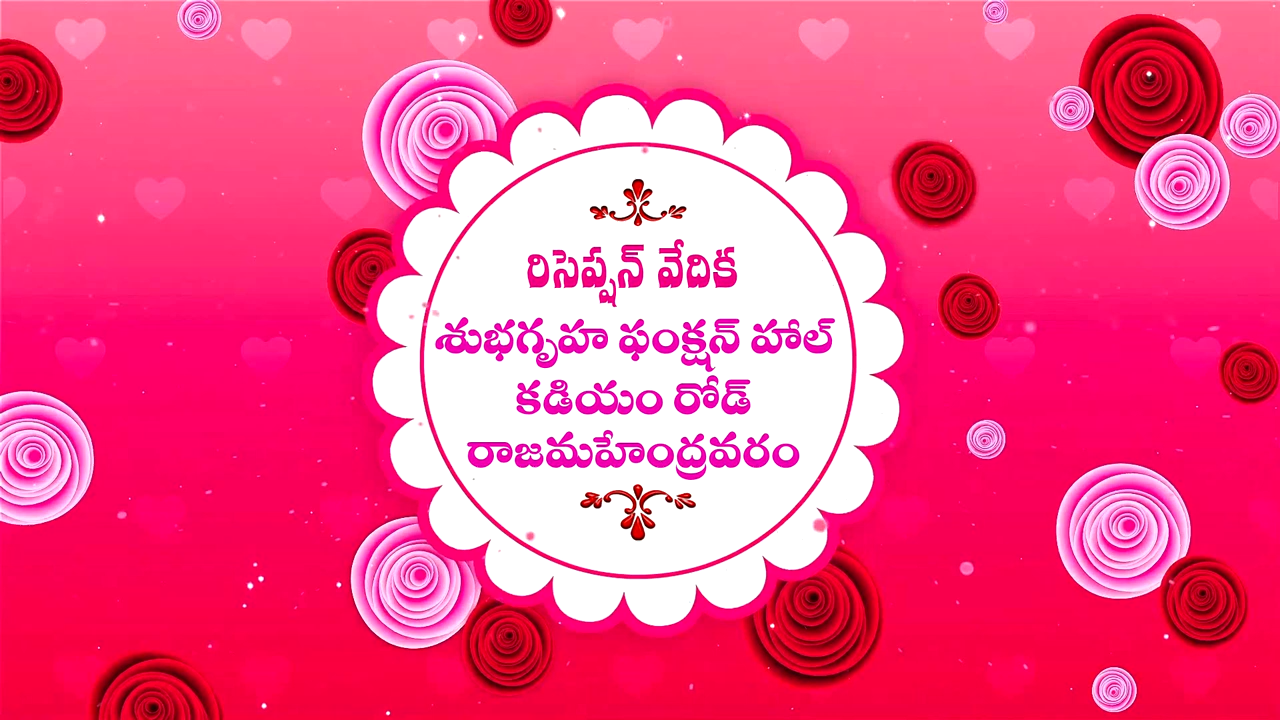 రిసెప్షన్ వేదిక
శుభగృహ ఫంక్షన్ హాల్
కడియం రోడ్
రాజమహేంద్రవరం